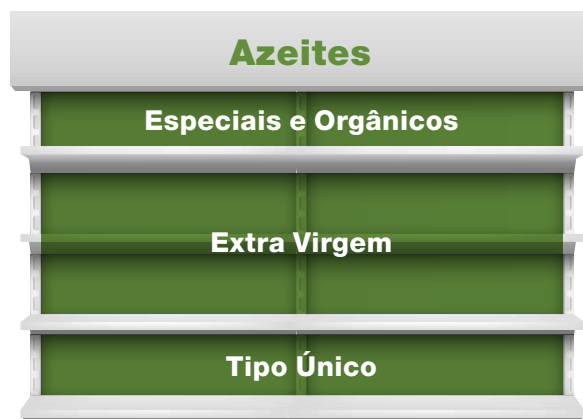 Azeites
Especiais e Orgânicos
Extra Virgem
Tipo Único